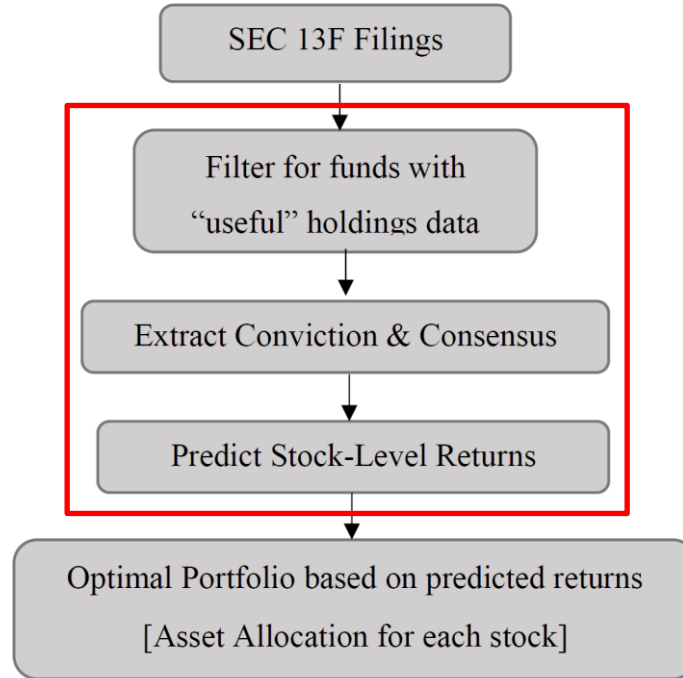 SEC 13F Filings
Filter for funds with
“useful” holdings data
Extract Conviction & Consensus
Predict Stock-Level Returns
Optimal Portfolio based on predicted returns
[Asset Allocation for each stock]